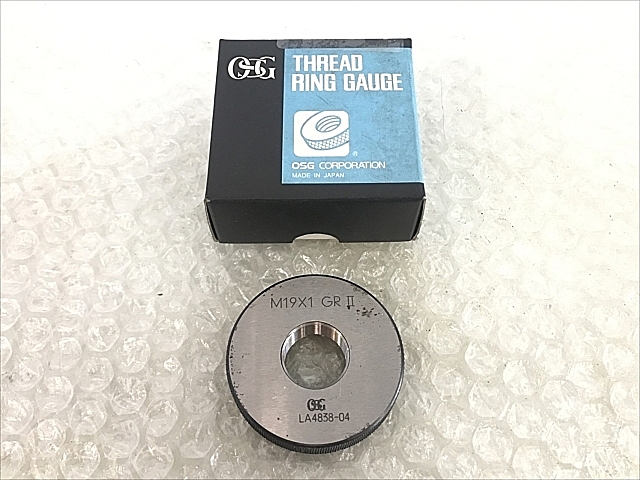 OSG
THREAD
RING GAUGE
®
OSG CORPORATION
MADE IN JAPAN
M19X1 GR II
OSG
LA4838-04